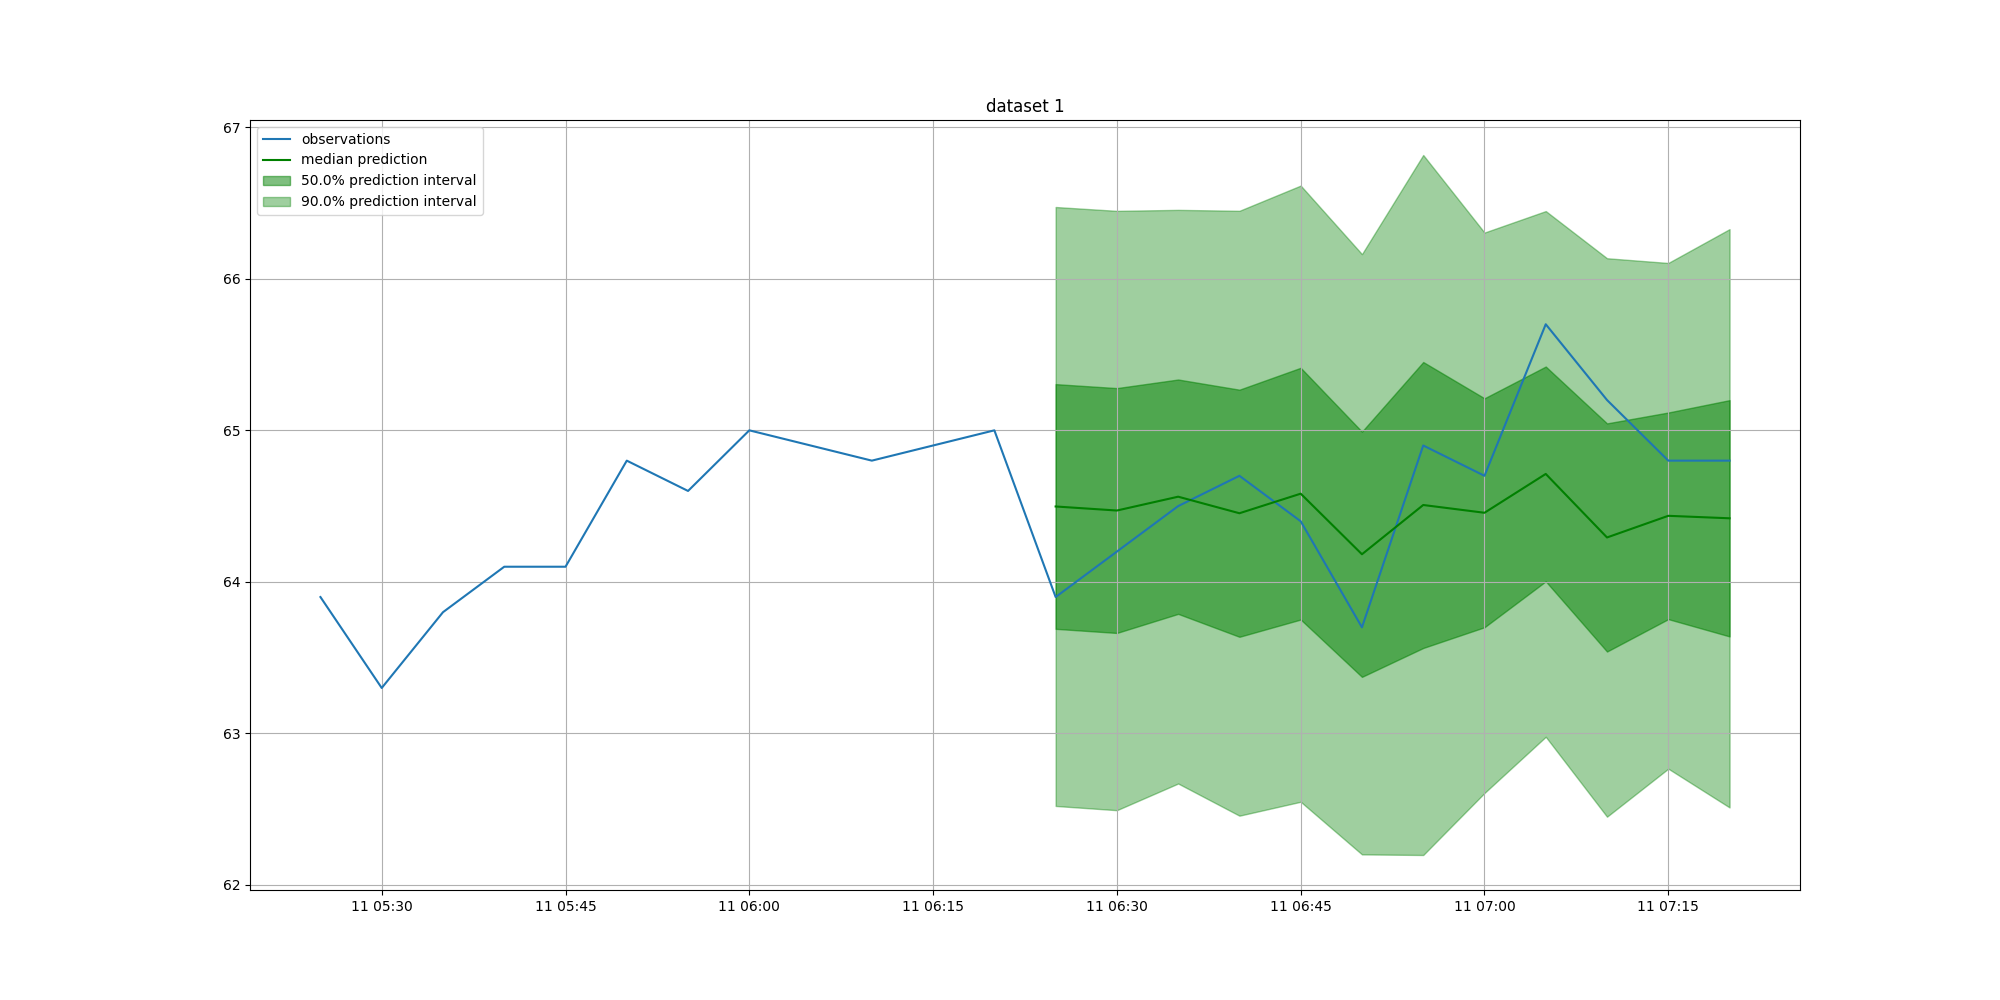 dataset 1
observations
median prediction
50.0% prediction interval
90.0% prediction interval
67
66
65
64
63
62
11 05:30
11 05:45
11 06:00
11 06:15
11 06:30
11 06:45
11 07:00
11 07:15